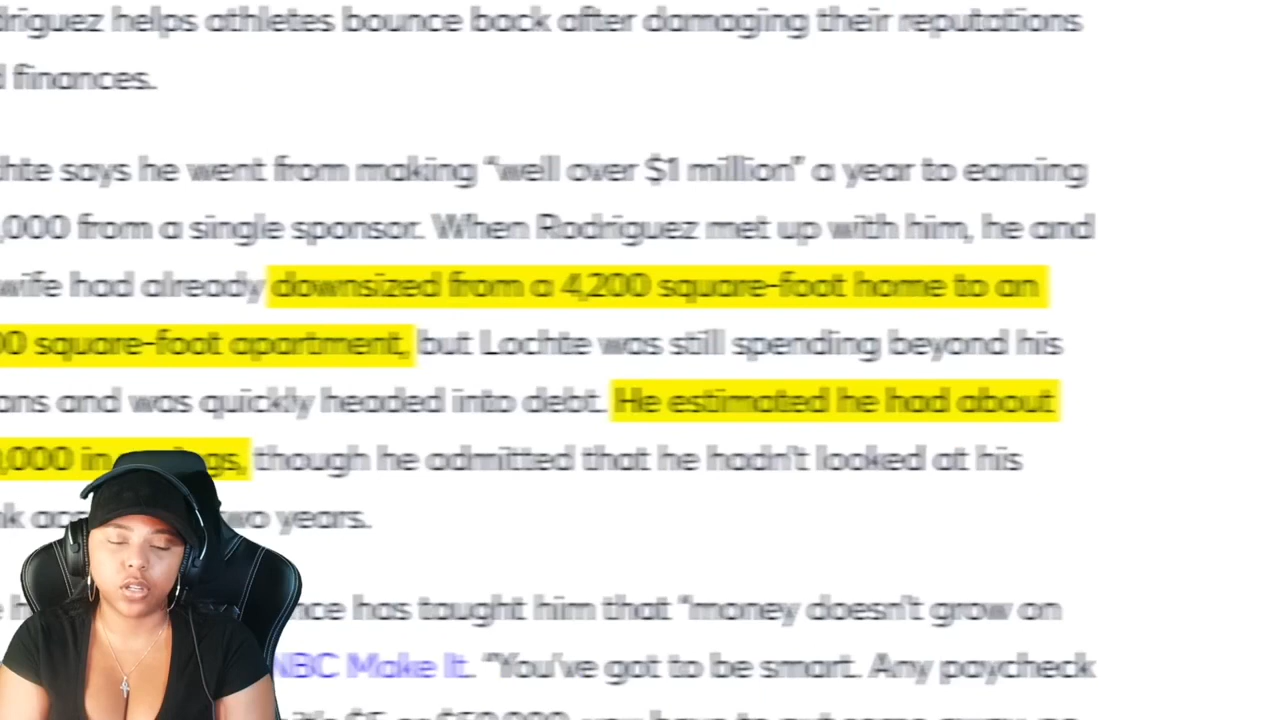 driguez helps athletes bounce back after damaging their reputations
finances.
hte says he went from making “well over $1 million” a year to earning
,000 from a single sponsor. When Rodriguez met up with him, he and
wife had already downsized from a 4,200 square-foot home to an
00 square-foot apartment, but Lochte was still spending beyond his
ans and was quickly headed into debt. He estimated he had about
,000 in though he admitted that he hadn't looked at his
two years.
nce has taught him that “money doesn't grow on
NBC Make It. “You've got to be smart. Any paycheck